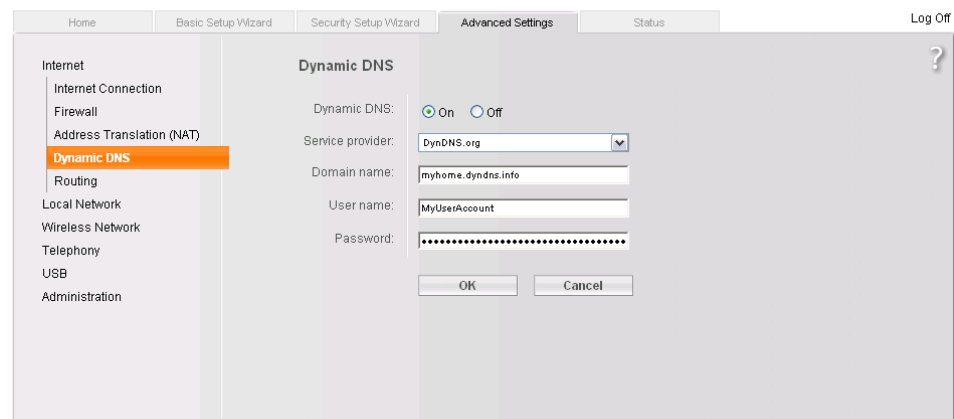 Home Basic Setup Wizard Security Setup Wizard Advanced Settings Status Log Off
?
Internet
Internet Connection
Firewall
Address Translation (NAT)
Dynamic DNS
Routing
Local Network
Wireless Network
Telephony
USB
Administration
Dynamic DNS
Dynamic DNS: On Off
Service provider: DynDNS.org
Domain name: myhome.dyndns.info
User name: MyUserAccount
Password: ••••••••••••••••••••••••••••••••••
OK Cancel